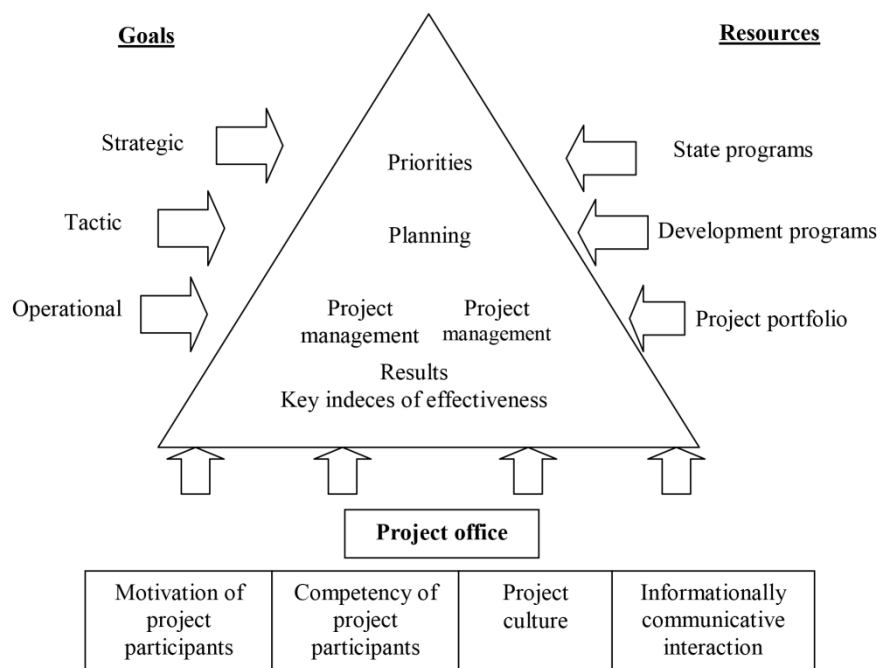 Goals
Resources
Strategic
Priorities
State programs
Tactic
Planning
Development programs
Operational
Project
management
Project
management
Project portfolio
Results
Key indeces of effectiveness
Project office
Motivation of
project
participants
Competency of
project
participants
Project
culture
Informationally
communicative
interaction